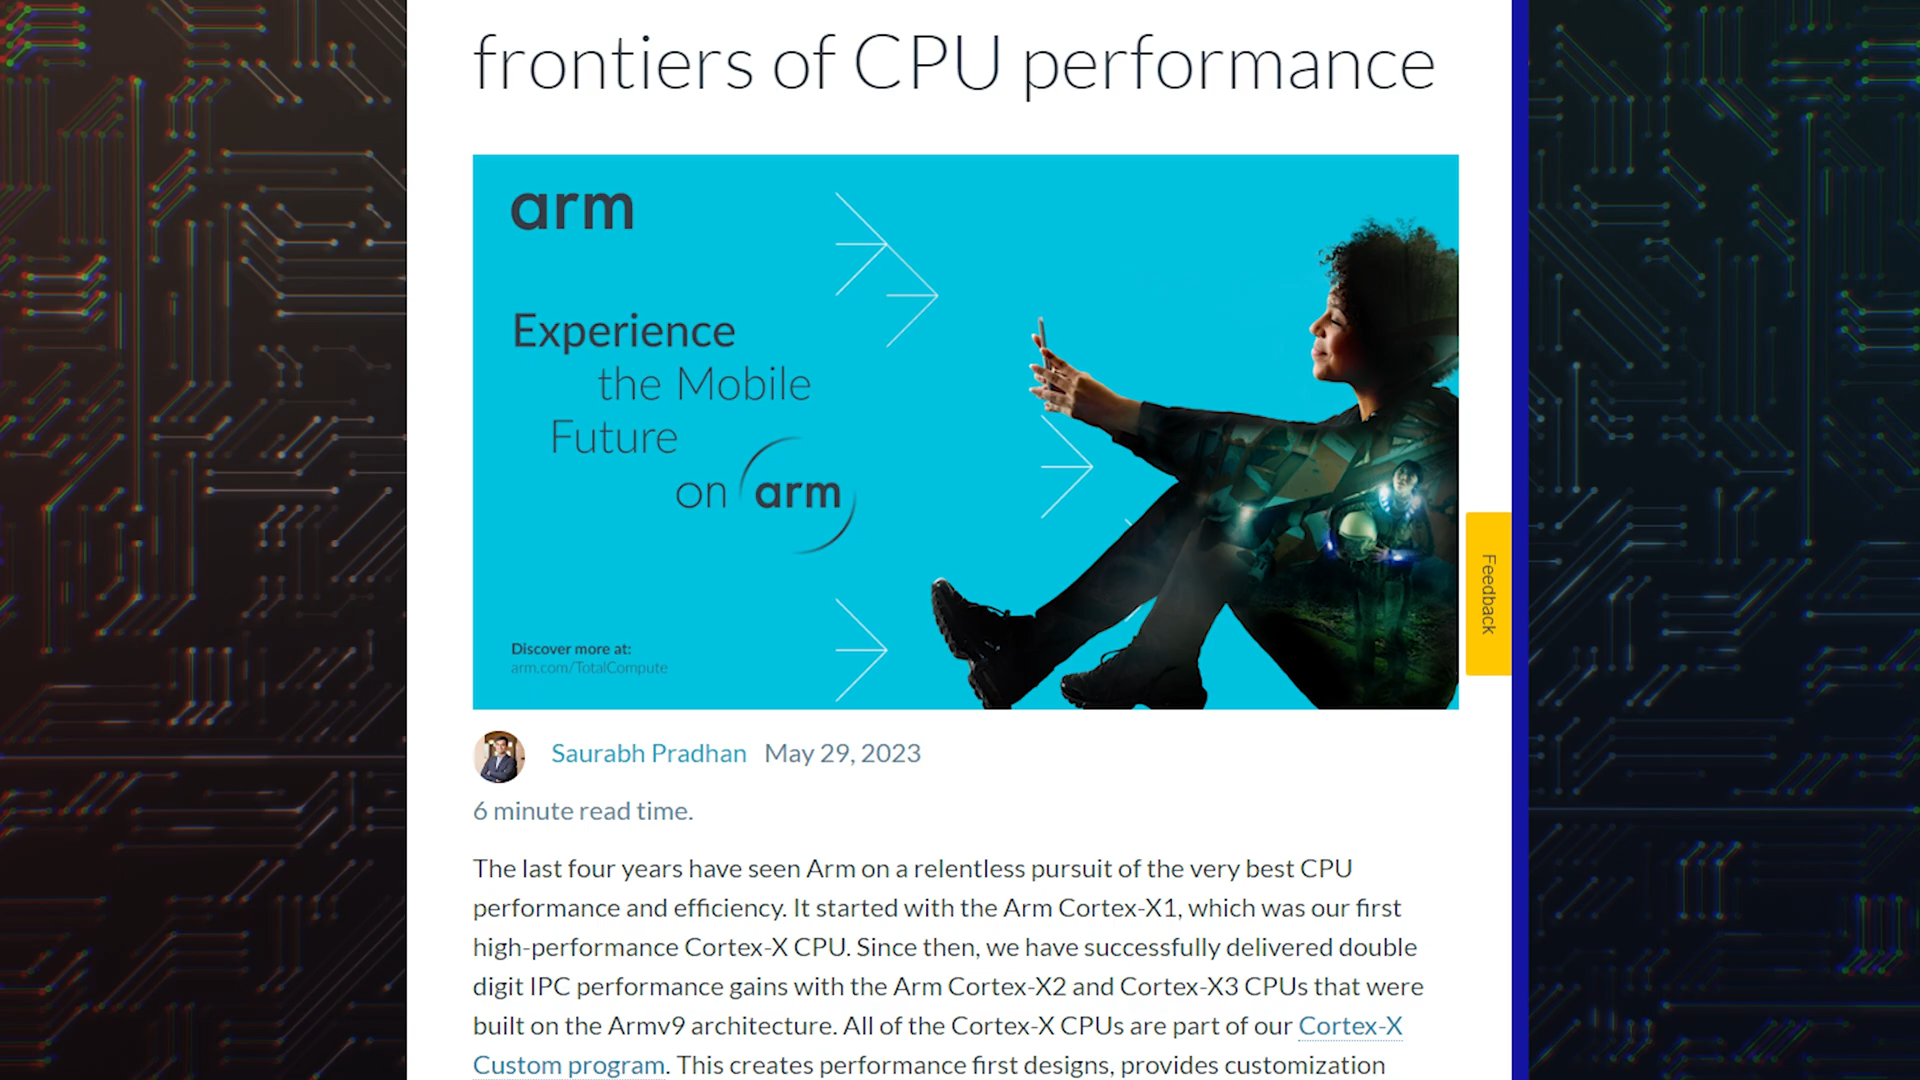 frontiers of CPU performance
arm
Experience
the Mobile
Future
on arm
Discover more at:
arm.com/TotalCompute
Feedback
Saurabh Pradhan May 29, 2023
6 minute read time.
The last four years have seen Arm on a relentless pursuit of the very best CPU
performance and efficiency. It started with the Arm Cortex-X1, which was our first
high-performance Cortex-X CPU. Since then, we have successfully delivered double
digit IPC performance gains with the Arm Cortex-X2 and Cortex-X3 CPUs that were
built on the Armv9 architecture. All of the Cortex-X CPUs are part of our Cortex-X
Custom program. This creates performance first designs, provides customization